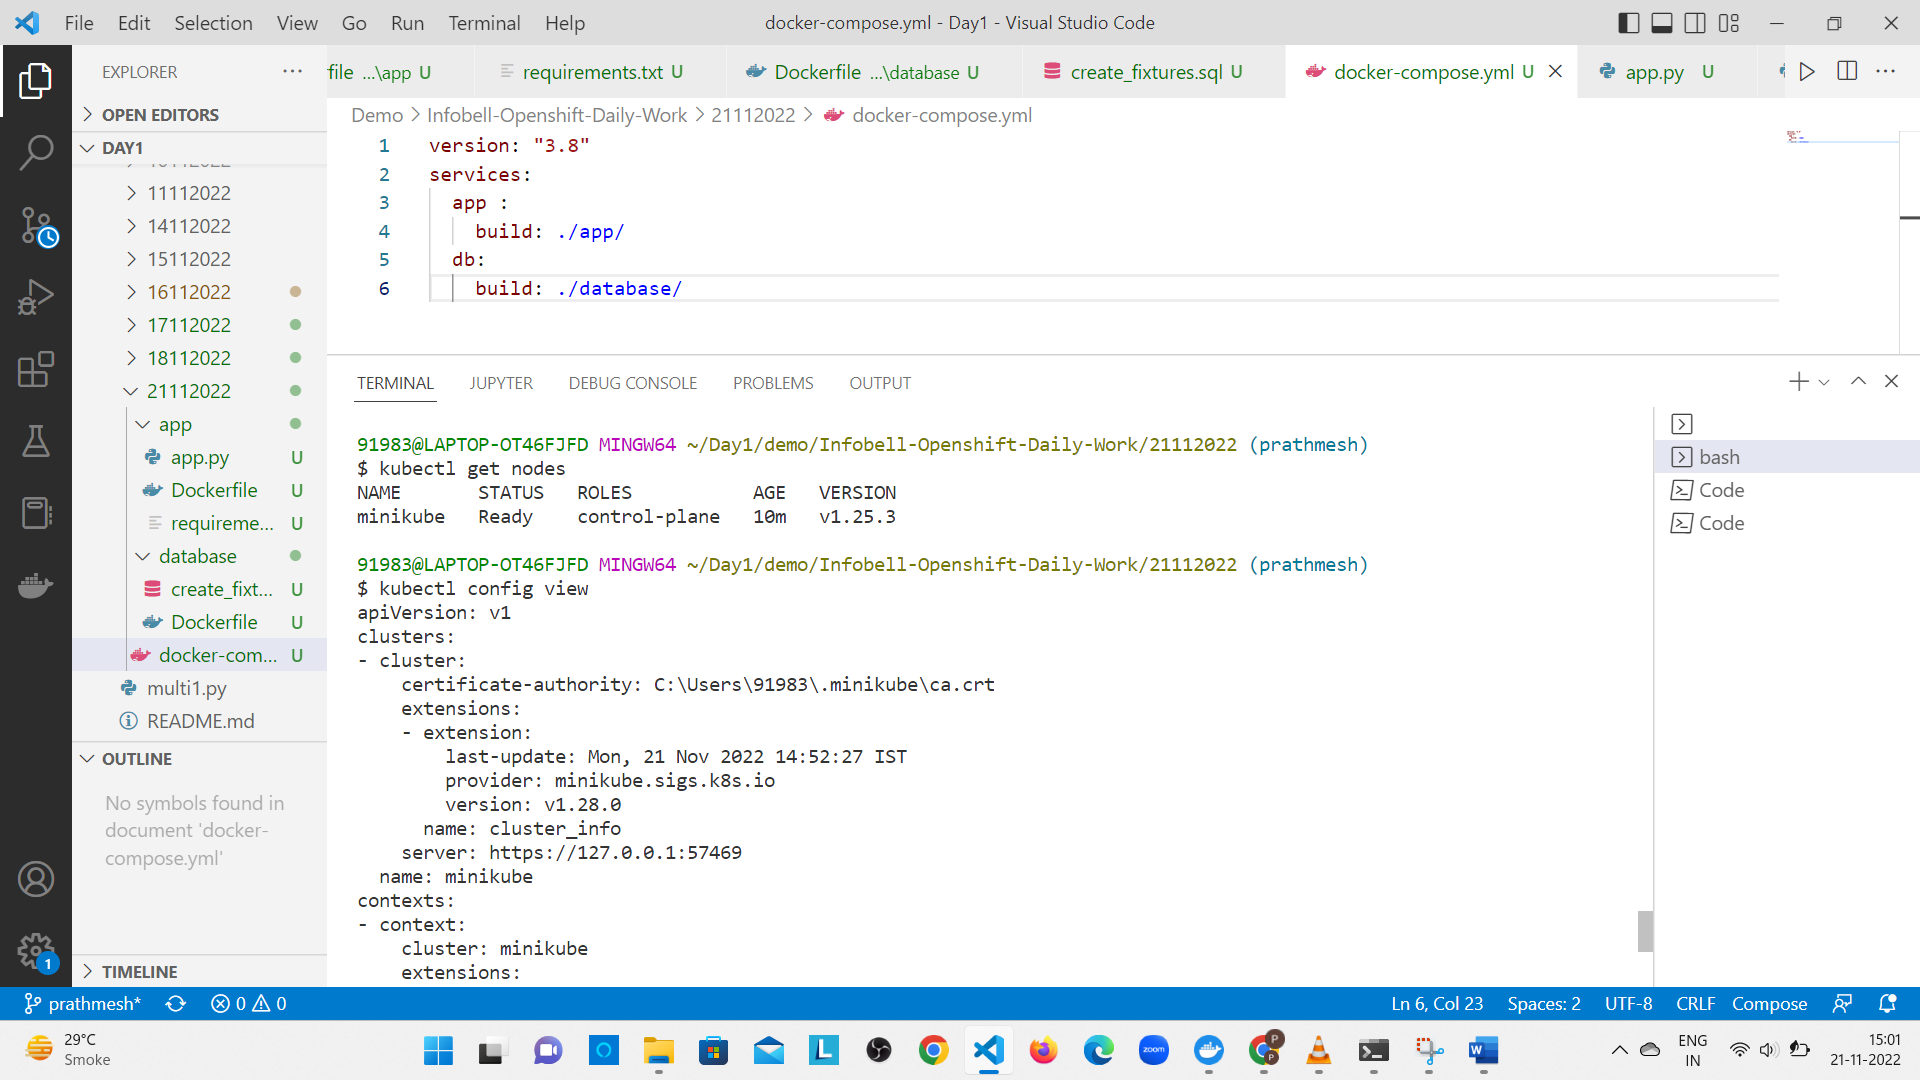 File Edit Selection View Go Run Terminal Help
docker-compose.yml - Day1 - Visual Studio Code
EXPLORER
OPEN EDITORS
DAY1
11112022
14112022
15112022
16112022
17112022
18112022
21112022
app
app.py U
Dockerfile U
requireme... U
database
create_fixt... U
Dockerfile U
docker-com... U
multi1.py
README.md
OUTLINE
No symbols found in
document 'docker-
compose.yml'
TIMELINE
file ...\app U
requirements.txt U
Dockerfile ...\database U
create_fixtures.sql U
docker-compose.yml U
app.py U
Demo > Infobell-Openshift-Daily-Work > 21112022 > docker-compose.yml
1 version: "3.8"
2 services:
3 app :
4 build: ./app/
5 db:
6 build: ./database/
TERMINAL JUPYTER DEBUG CONSOLE PROBLEMS OUTPUT
91983@LAPTOP-OT46FJFD MINGW64 ~/Day1/demo/Infobell-Openshift-Daily-Work/21112022 (prathmesh)
$ kubectl get nodes
NAME STATUS ROLES AGE VERSION
minikube Ready control-plane 10m v1.25.3
91983@LAPTOP-OT46FJFD MINGW64 ~/Day1/demo/Infobell-Openshift-Daily-Work/21112022 (prathmesh)
$ kubectl config view
apiVersion: v1
clusters:
- cluster:
certificate-authority: C:\Users\91983\.minikube\ca.crt
extensions:
- extension:
last-update: Mon, 21 Nov 2022 14:52:27 IST
provider: minikube.sigs.k8s.io
version: v1.28.0
name: cluster_info
server: https://127.0.0.1:57469
name: minikube
contexts:
- context:
cluster: minikube
extensions:
bash
Code
Code
1
prathmesh* 0 0
Ln 6, Col 23 Spaces: 2 UTF-8 CRLF Compose
29°C
Smoke
zoom
P
P
ENG
IN
15:01
21-11-2022